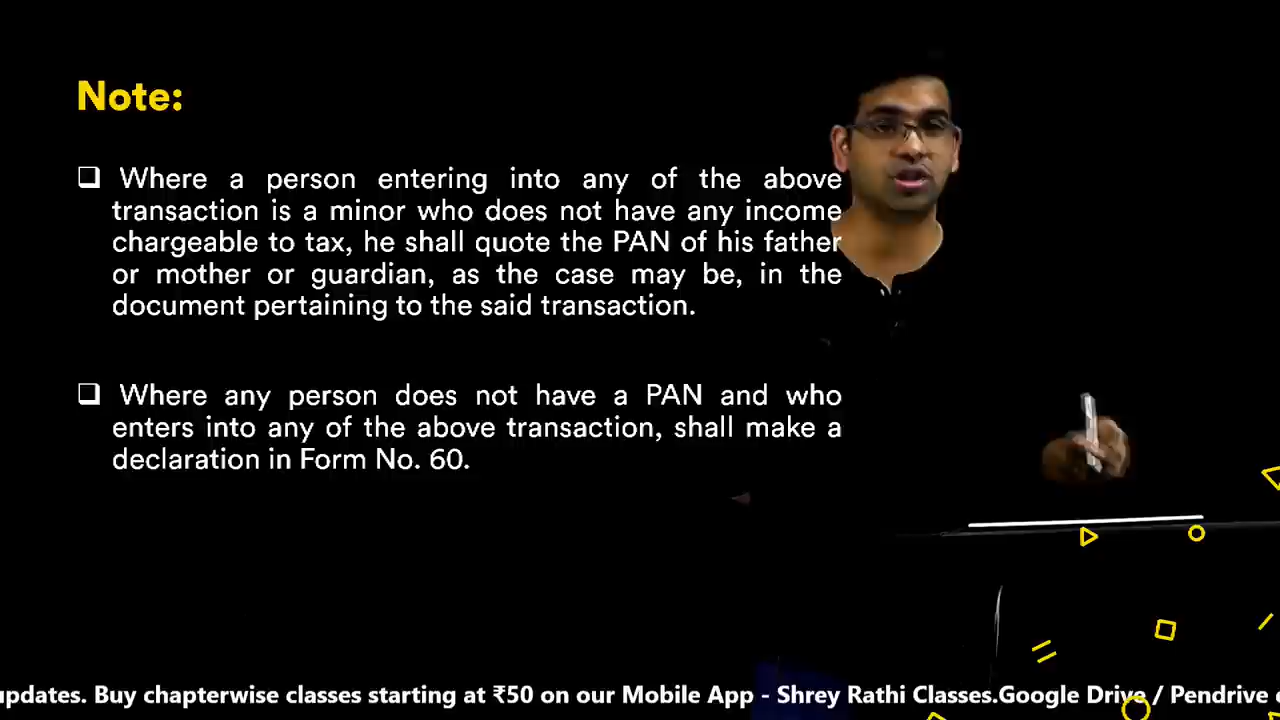 Note:
Where a person entering into any of the above
transaction is a minor who does not have any income
chargeable to tax, he shall quote the PAN of his father
or mother or guardian, as the case may be, in the
document pertaining to the said transaction.
Where any person does not have a PAN and who
enters into any of the above transaction, shall make a
declaration in Form No. 60.
updates. Buy chapterwise classes starting at ₹50 on our Mobile App - Shrey Rathi Classes.Google Drive / Pendrive